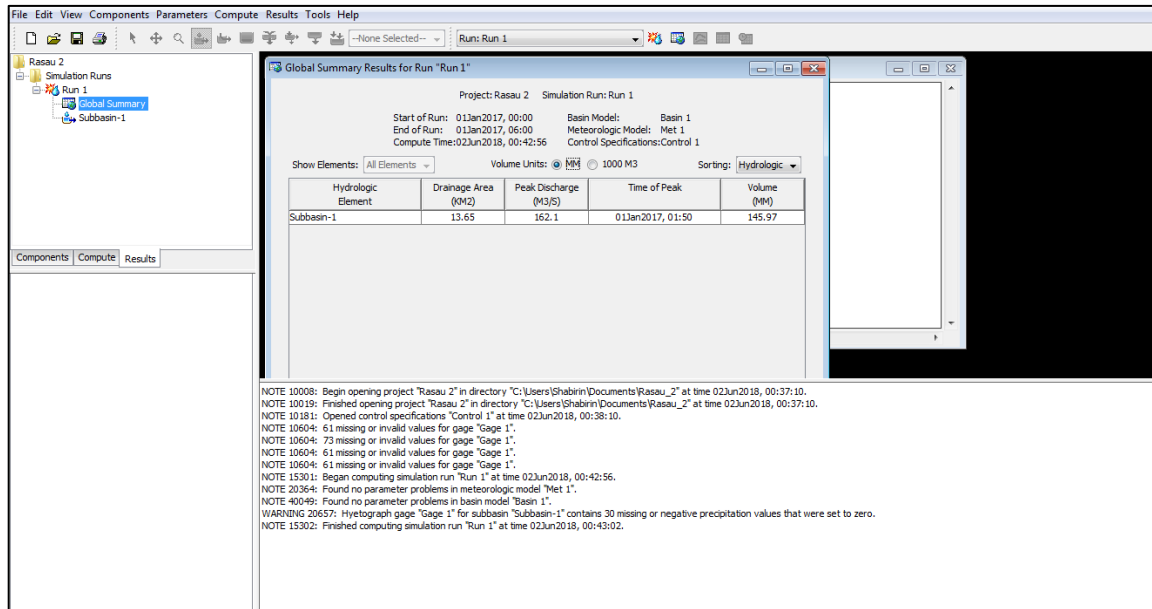 File Edit View Components Parameters Compute Results Tools Help
--None Selected-- Run: Run 1
Rasau 2
Simulation Runs
Run 1
Global Summary
Subbasin-1
Components Compute Results
Global Summary Results for Run "Run 1"
Project: Rasau 2 Simulation Run: Run 1
Start of Run: 01Jan2017, 00:00 Basin Model: Basin 1
End of Run: 01Jan2017, 06:00 Meteorologic Model: Met 1
Compute Time:02Jun2018, 00:42:56 Control Specifications:Control 1
Show Elements: All Elements Volume Units: MM 1000 M3 Sorting: Hydrologic
Hydrologic Drainage Area Peak Discharge Time of Peak Volume
Element (KM2) (M3/S) (MM)
Subbasin-1 13.65 162.1 01Jan2017, 01:50 145.97
NOTE 10008: Begin opening project "Rasau 2" in directory "C:\Users\Shabirin\Documents\Rasau_2" at time 02Jun2018, 00:37:10.
NOTE 10019: Finished opening project "Rasau 2" in directory "C:\Users\Shabirin\Documents\Rasau_2" at time 02Jun2018, 00:37:10.
NOTE 10181: Opened control specifications "Control 1" at time 02Jun2018, 00:38:10.
NOTE 10604: 61 missing or invalid values for gage "Gage 1".
NOTE 10604: 73 missing or invalid values for gage "Gage 1".
NOTE 10604: 61 missing or invalid values for gage "Gage 1".
NOTE 10604: 61 missing or invalid values for gage "Gage 1".
NOTE 15301: Began computing simulation run "Run 1" at time 02Jun2018, 00:42:56.
NOTE 20364: Found no parameter problems in meteorologic model "Met 1".
NOTE 40049: Found no parameter problems in basin model "Basin 1".
WARNING 20657: Hyetograph gage "Gage 1" for subbasin "Subbasin-1" contains 30 missing or negative precipitation values that were set to zero.
NOTE 15302: Finished computing simulation run "Run 1" at time 02Jun2018, 00:43:02.